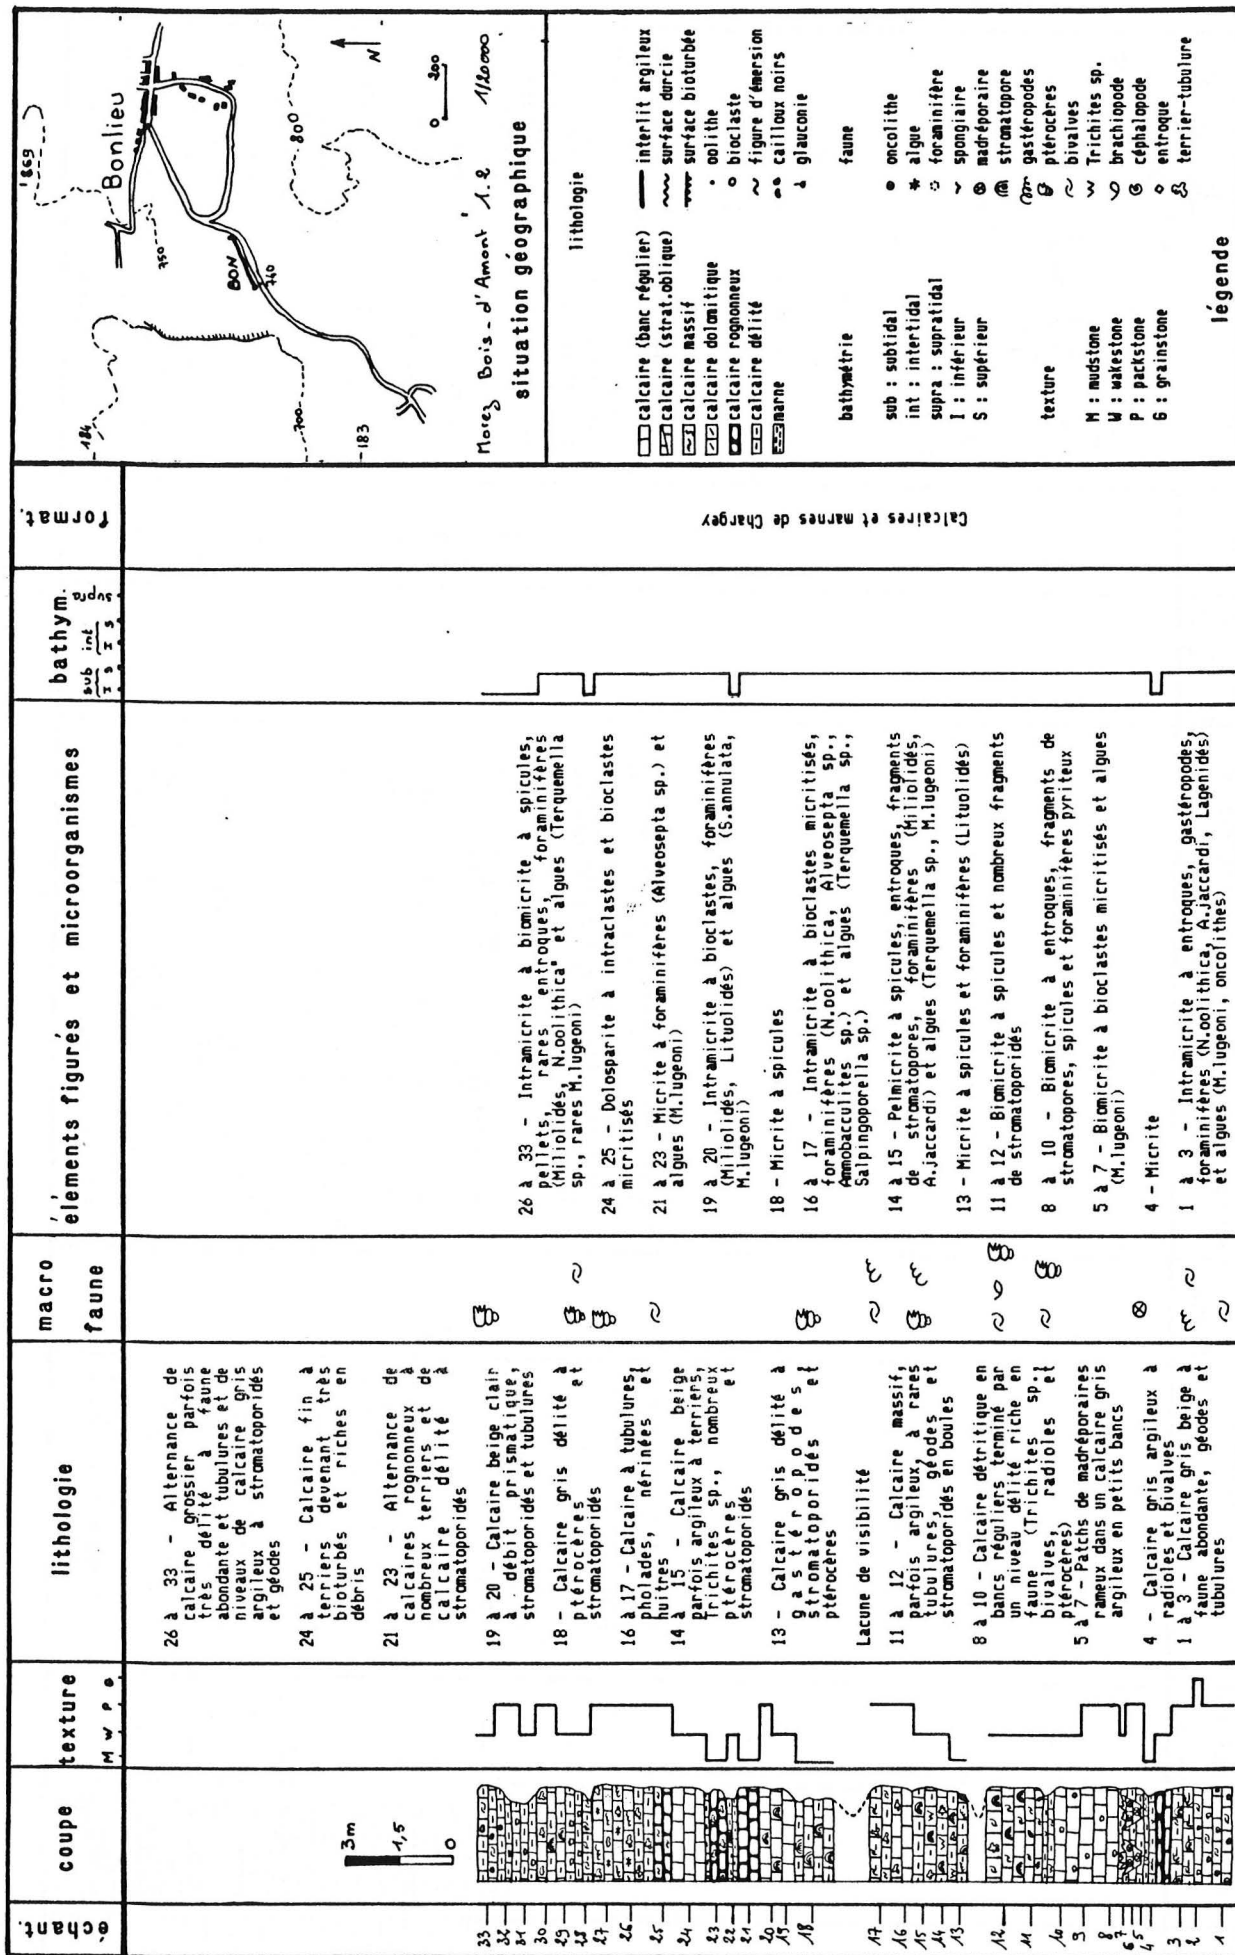 échant.
coupe
texture
M W P G
lithologie
macro
faune
élements figurés et microorganismes
bathym.
sub int supra
I S I S
format.
3m
1,5
0
33
32
31
30
29
28
27
26
25
24
23
22
21
20
19
18
17
16
15
14
13
12
11
10
9
8
7
6
5
4
3
2
1
26 à 33 - Alternance de
calcaire grossier parfois
très délité à faune
abondante et tubulures et de
niveaux de calcaire gris
argileux à stromatoporidés
et géodes
24 à 25 - Calcaire fin à
terriers devenant très
bioturbés et riches en
débris
21 à 23 - Alternance de
calcaires rognonneux à
nombreux terriers et de
calcaire délité à
stromatoporidés
19 à 20 - Calcaire beige clair
à débit prismatique,
stromatoporidés et tubulures
18 - Calcaire gris délité à
ptérocères et
stromatoporidés
16 à 17 - Calcaire à tubulures,
pholades, nérinées et
huîtres
14 à 15 - Calcaire beige
parfois argileux à terriers,
Trichites sp., nombreux
ptérocères et
stromatoporidés
13 - Calcaire gris délité à
gastéropodes,
stromatoporidés et
ptérocères
Lacune de visibilité
11 à 12 - Calcaire massif,
parfois argileux, à rares
tubulures, géodes et
stromatoporidés en boules
8 à 10 - Calcaire détritique en
bancs réguliers terminé par
un niveau délité riche en
faune (Trichites sp.,
bivalves, radioles et
ptérocères)
5 à 7 - Patchs de madréporaires
rameux dans un calcaire gris
argileux en petits bancs
4 - Calcaire gris argileux à
radioles et bivalves
1 à 3 - Calcaire gris beige à
faune abondante, géodes et
tubulures
26 à 33 - Intramicrite à biomicrite à spicules,
pellets, rares entroques, foraminifères
(Miliolidés, N.oolithica" et algues (Terquemella
sp., rares M.lugeoni)
24 à 25 - Dolosparite à intraclastes et bioclastes
micritisés
21 à 23 - Micrite à foraminifères (Alveosepta sp.) et
algues (M.lugeoni)
19 à 20 - Intramicrite à bioclastes, foraminifères
(Miliolidés, Lituolidés) et algues (S.annulata,
M.lugeoni)
18 - Micrite à spicules
16 à 17 - Intramicrite à bioclastes micritisés,
foraminifères (N.oolithica, Alveosepta sp.,
Ammobaculites sp.) et algues (Terquemella sp.,
Salpingoporella sp.)
14 à 15 - Pelmicrite à spicules, entroques, fragments
de stromatopores, foraminifères (Miliolidés,
A.jaccardi) et algues (Terquemella sp., M.lugeoni)
13 - Micrite à spicules et foraminifères (Lituolidés)
11 à 12 - Biomicrite à spicules et nombreux fragments
de stromatoporidés
8 à 10 - Biomicrite à entroques, fragments de
stromatopores, spicules et foraminifères pyriteux
5 à 7 - Biomicrite à bioclastes micritisés et algues
(M.lugeoni)
4 - Micrite
1 à 3 - Intramicrite à entroques, gastéropodes,
foraminifères (N.oolithica, A.jaccardi, Lagenidés)
et algues (M.lugeoni, oncolithes)
Calcaires et marnes de Chargey
869
Bonlieu
184
750
BON
740
800
700
183
N
0 200
Morez Bois-d'Amont 1.2 1/20000
situation géographique
lithologie
calcaire (banc régulier)
calcaire (strat.oblique)
calcaire massif
calcaire dolomitique
calcaire rognonneux
calcaire délité
marne
interlit argileux
surface durcie
surface bioturbée
oolithe
bioclaste
figure d'émersion
cailloux noirs
glauconie
bathymétrie
sub : subtidal
int : intertidal
supra : supratidal
I : inférieur
S : supérieur
texture
M : mudstone
W : wakestone
P : packstone
G : grainstone
faune
oncolithe
algue
foraminifère
spongiaire
madréporaire
stromatopore
gastéropodes
ptérocères
bivalves
Trichites sp.
brachiopode
céphalopode
entroque
terrier-tubulure
légende